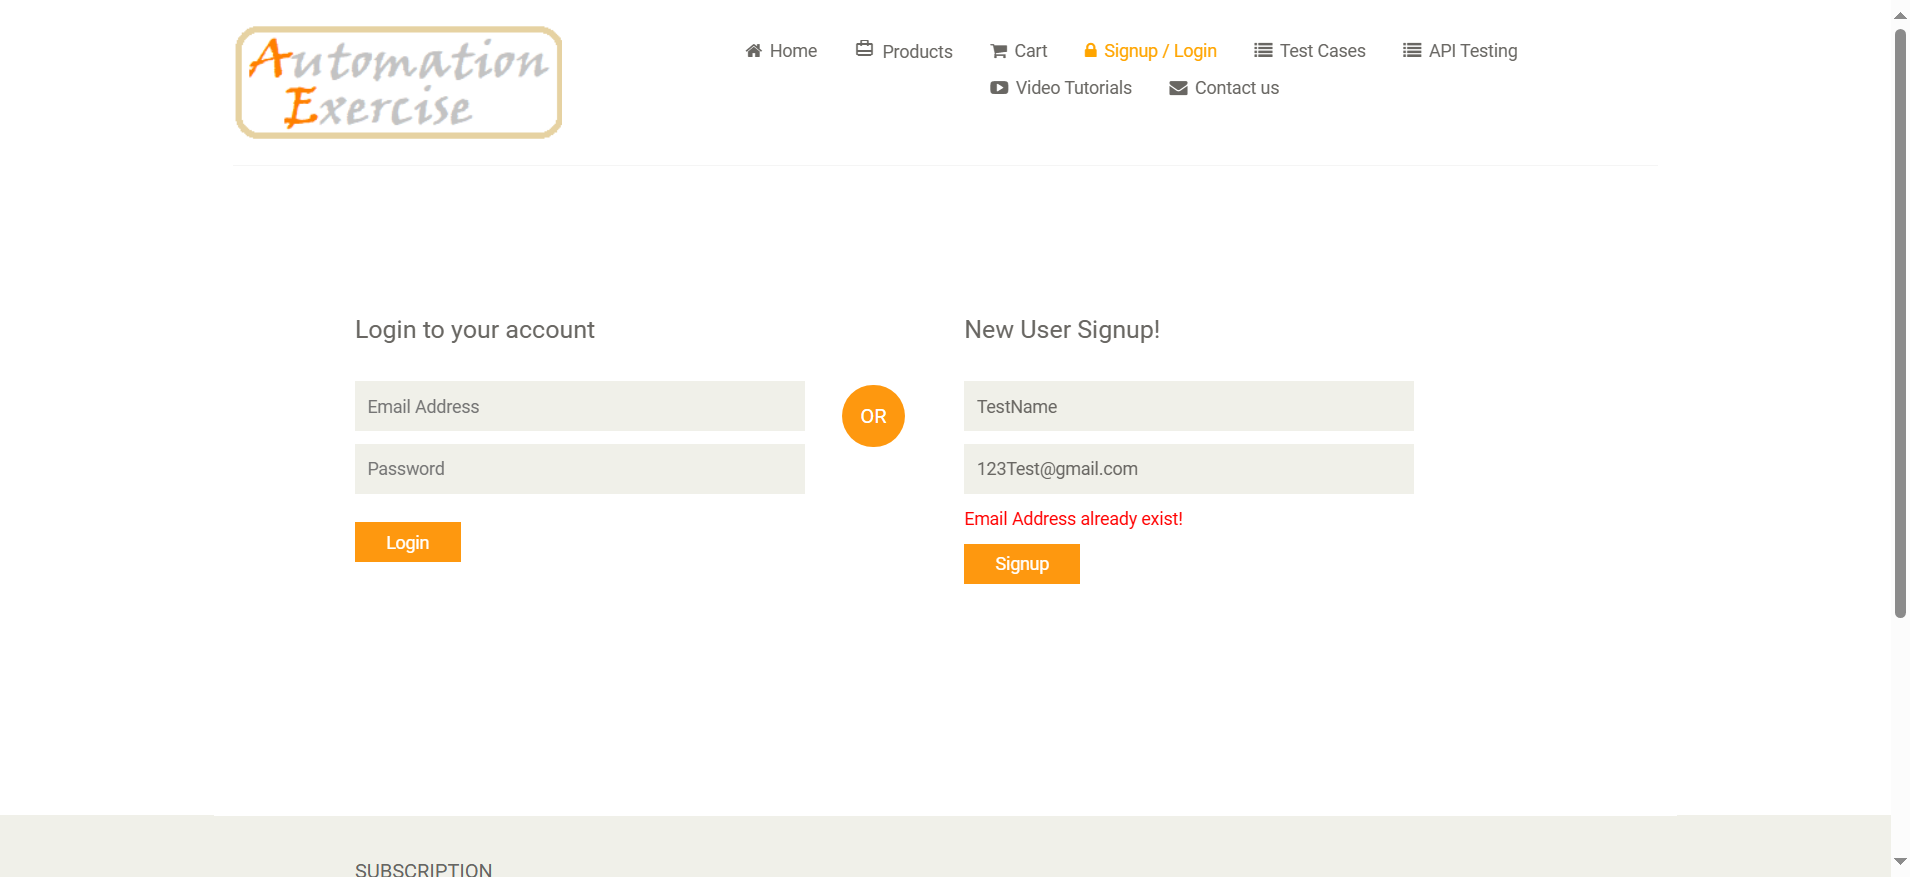 Automation
Exercise
Home Products Cart Signup / Login Test Cases API Testing
Video Tutorials Contact us
Login to your account
Email Address
Password
Login
OR
New User Signup!
TestName
123Test@gmail.com
Email Address already exist!
Signup
SUBSCRIPTION